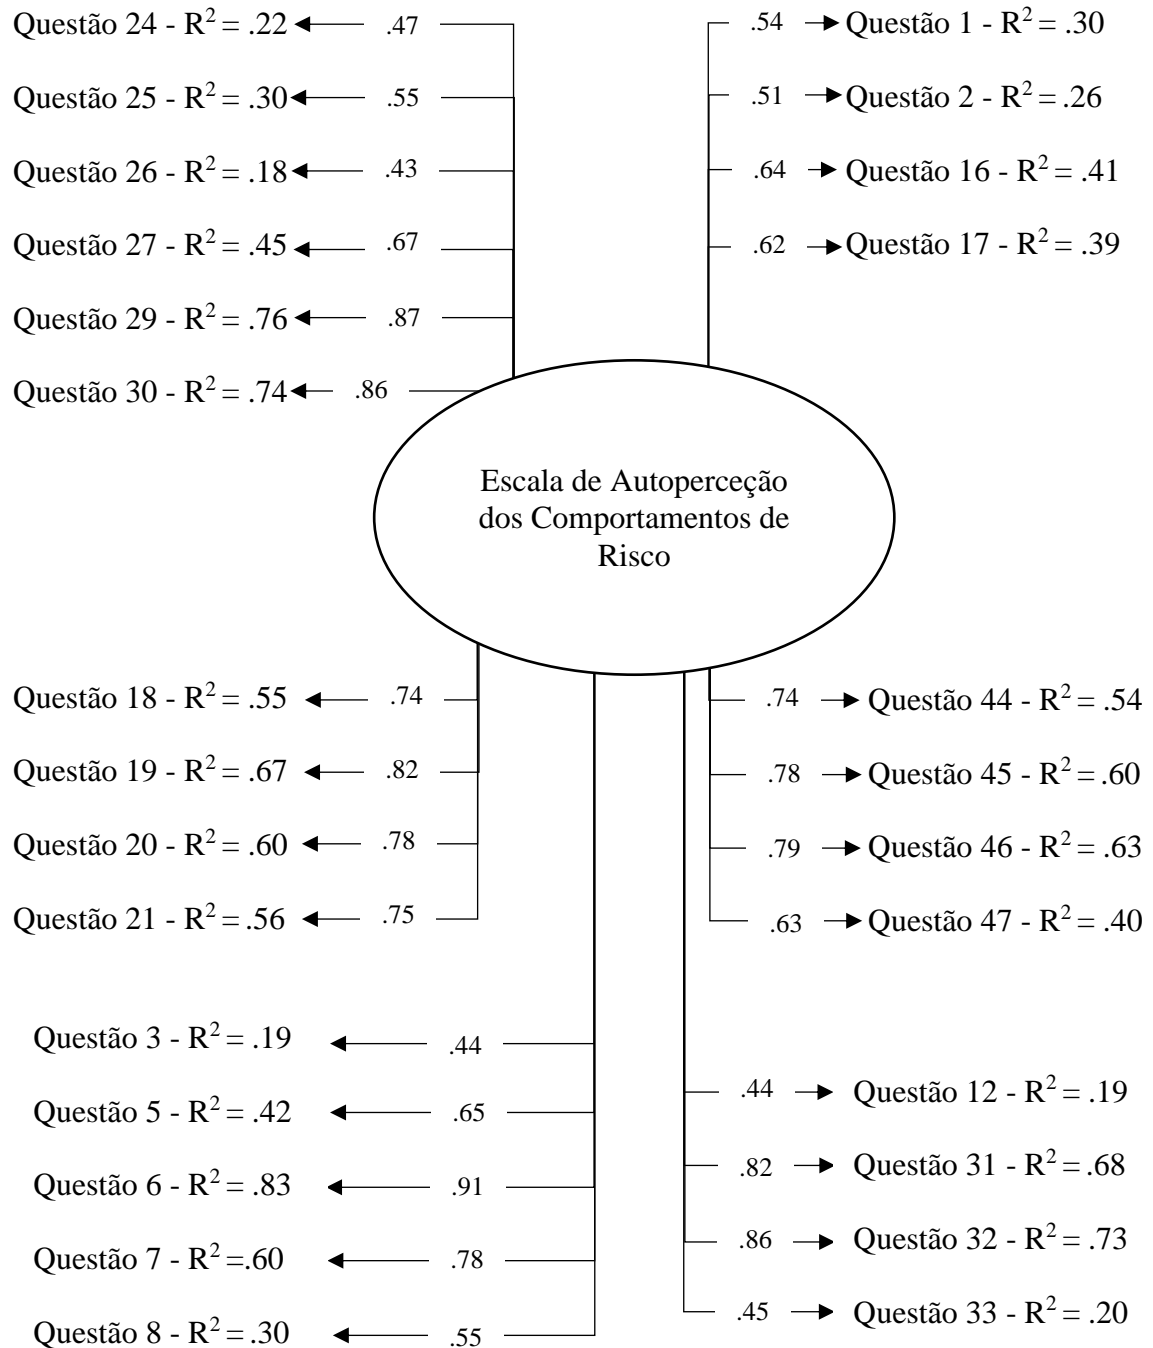 Questão 24 - R² = .22 .47
Questão 25 - R² = .30 .55
Questão 26 - R² = .18 .43
Questão 27 - R² = .45 .67
Questão 29 - R² = .76 .87
Questão 30 - R² = .74 .86
.54 Questão 1 - R² = .30
.51 Questão 2 - R² = .26
.64 Questão 16 - R² = .41
.62 Questão 17 - R² = .39
Escala de Autoperceção
dos Comportamentos de
Risco
Questão 18 - R² = .55 .74
Questão 19 - R² = .67 .82
Questão 20 - R² = .60 .78
Questão 21 - R² = .56 .75
.74 Questão 44 - R² = .54
.78 Questão 45 - R² = .60
.79 Questão 46 - R² = .63
.63 Questão 47 - R² = .40
Questão 3 - R² = .19 .44
Questão 5 - R² = .42 .65
Questão 6 - R² = .83 .91
Questão 7 - R² =.60 .78
Questão 8 - R² = .30 .55
.44 Questão 12 - R² = .19
.82 Questão 31 - R² = .68
.86 Questão 32 - R² = .73
.45 Questão 33 - R² = .20